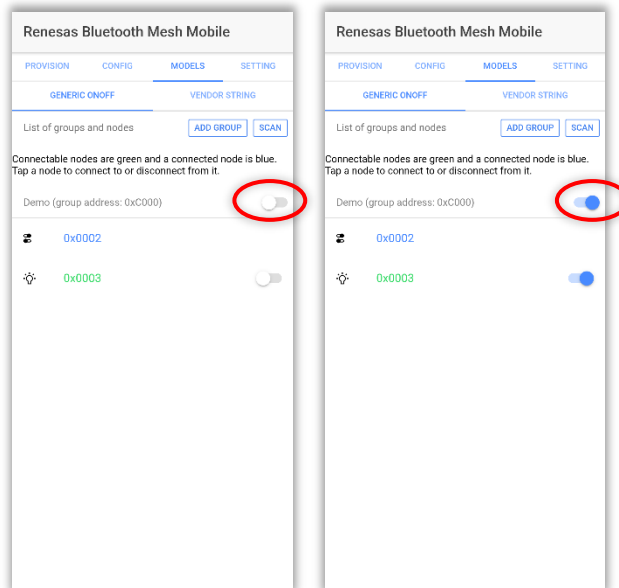 Renesas Bluetooth Mesh Mobile
PROVISION CONFIG MODELS SETTING
GENERIC ONOFF VENDOR STRING
List of groups and nodes ADD GROUP SCAN
Connectable nodes are green and a connected node is blue.
Tap a node to connect to or disconnect from it.
Demo (group address: 0xC000)
0x0002
0x0003
Renesas Bluetooth Mesh Mobile
PROVISION CONFIG MODELS SETTING
GENERIC ONOFF VENDOR STRING
List of groups and nodes ADD GROUP SCAN
Connectable nodes are green and a connected node is blue.
Tap a node to connect to or disconnect from it.
Demo (group address: 0xC000)
0x0002
0x0003